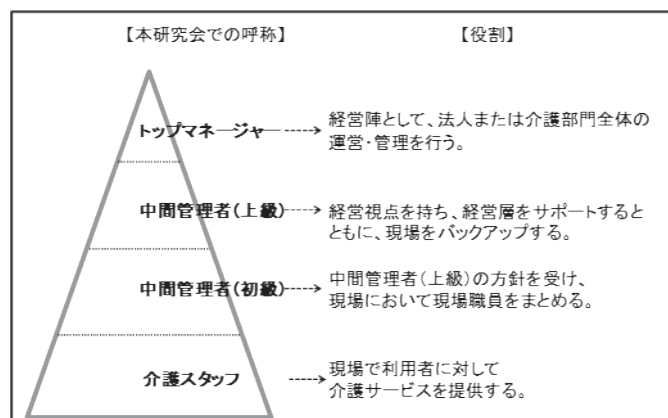 【本研究会での呼称】 【役割】
トップマネージャー 経営陣として、法人または介護部門全体の
運営・管理を行う。
中間管理者(上級) 経営視点を持ち、経営層をサポートすると
ともに、現場をバックアップする。
中間管理者(初級) 中間管理者(上級)の方針を受け、
現場において現場職員をまとめる。
介護スタッフ 現場で利用者に対して
介護サービスを提供する。